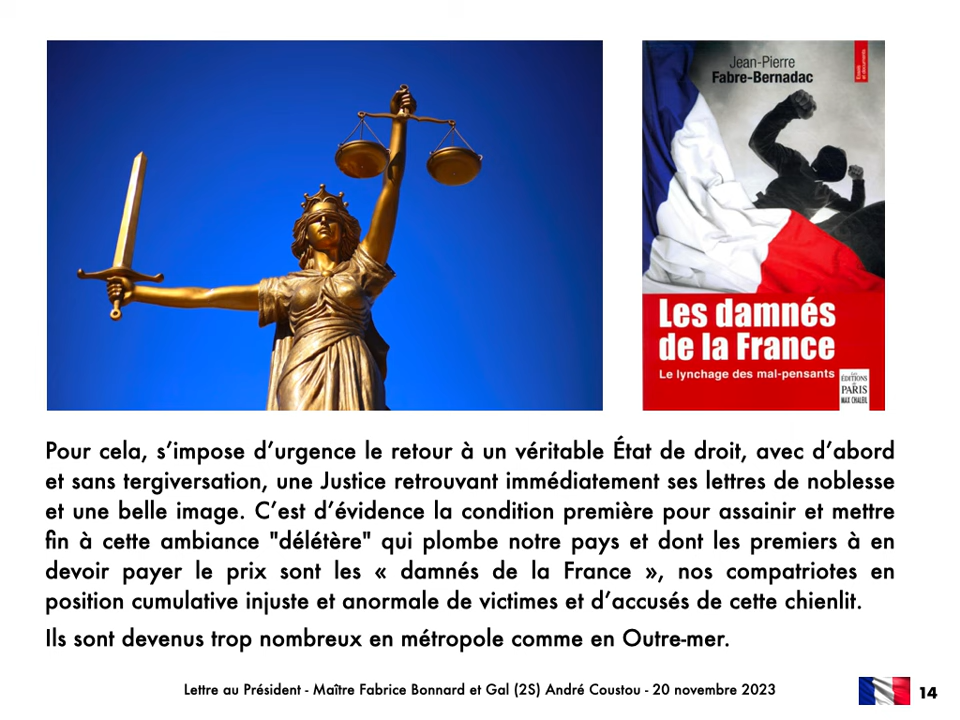 Jean-Pierre
Fabre-Bernadac
Essais
et documents
Les damnés
de la France
Le lynchage des mal-pensants
LES
ÉDITIONS
de
PARIS
MAX CHALEIL
Pour cela, s’impose d’urgence le retour à un véritable État de droit, avec d’abord
et sans tergiversation, une Justice retrouvant immédiatement ses lettres de noblesse
et une belle image. C’est d’évidence la condition première pour assainir et mettre
fin à cette ambiance "délétère" qui plombe notre pays et dont les premiers à en
devoir payer le prix sont les « damnés de la France », nos compatriotes en
position cumulative injuste et anormale de victimes et d’accusés de cette chienlit.
Ils sont devenus trop nombreux en métropole comme en Outre-mer.
Lettre au Président - Maître Fabrice Bonnard et Gal (2S) André Coustou - 20 novembre 2023
14